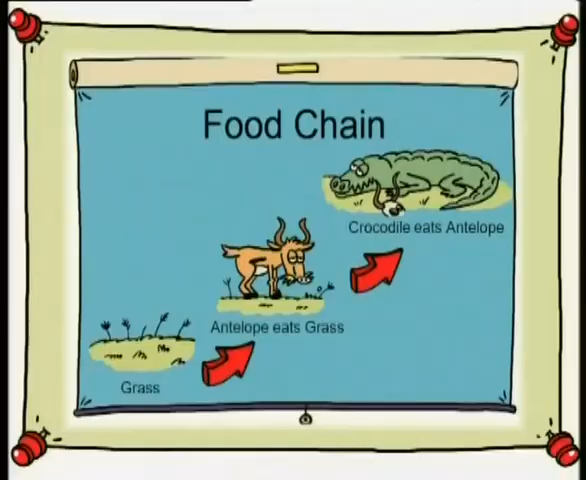 Food Chain
Crocodile eats Antelope
Antelope eats Grass
Grass